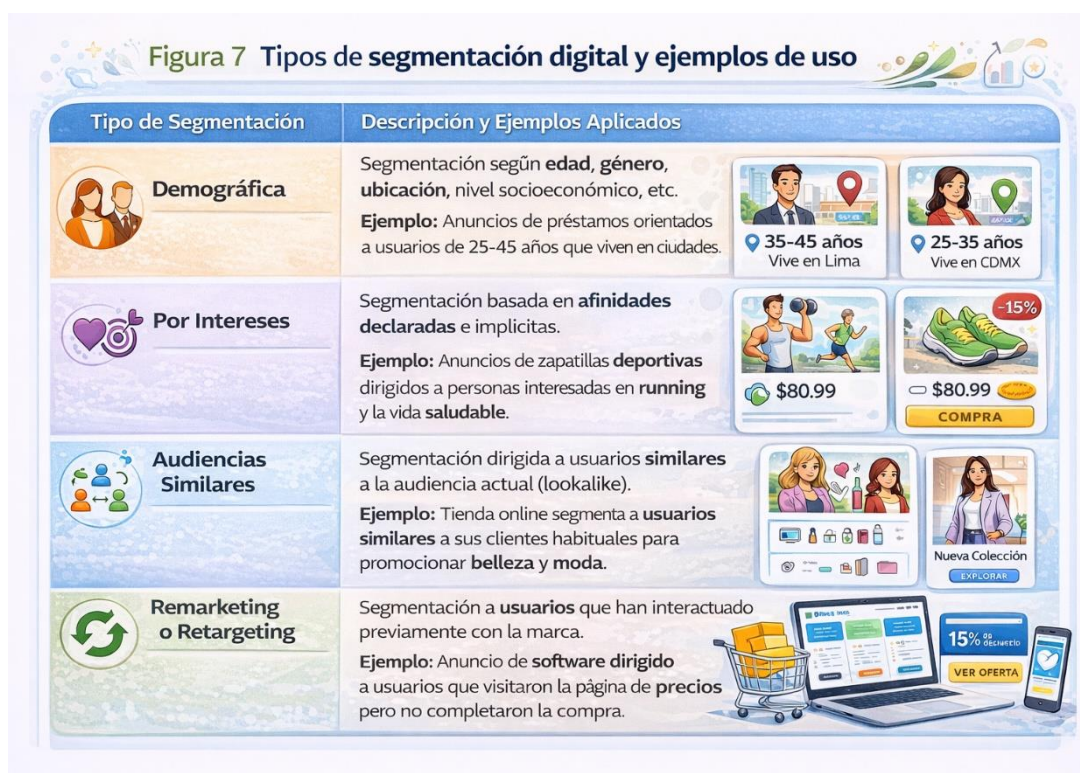 Figura 7 Tipos de segmentación digital y ejemplos de uso
Tipo de Segmentación
Descripción y Ejemplos Aplicados
Demográfica
Segmentación segũn edad, género,
ubicación, nivel socioeconómico, etc.
Ejemplo: Anuncios de préstamos orientados
a usuarios de 25-45 años que viven en ciudades.
35-45 años
Vive en Lima
25-35 años
Vive en CDMX
Por Intereses
Segmentación basada en afinidades
declaradas e implicitas.
Ejemplo: Anuncios de zapatillas deportivas
dirigidos a personas interesadas en running
y la vida saludable.
$80.99
-15%
$80.99
COMPRA
Audiencias
Similares
Segmentación dirigida a usuarios similares
a la audiencia actual (lookalike).
Ejemplo: Tienda online segmenta a usuarios
similares a sus clientes habituales para
promocionar belleza y moda.
Nueva Colección
EXPLORAR
Remarketing
o Retargeting
Segmentación a usuarios que han interactuado
previamente con la marca.
Ejemplo: Anuncio de software dirigido
a usuarios que visitaron la página de precios
pero no completaron la compra.
15%
VER OFERTA